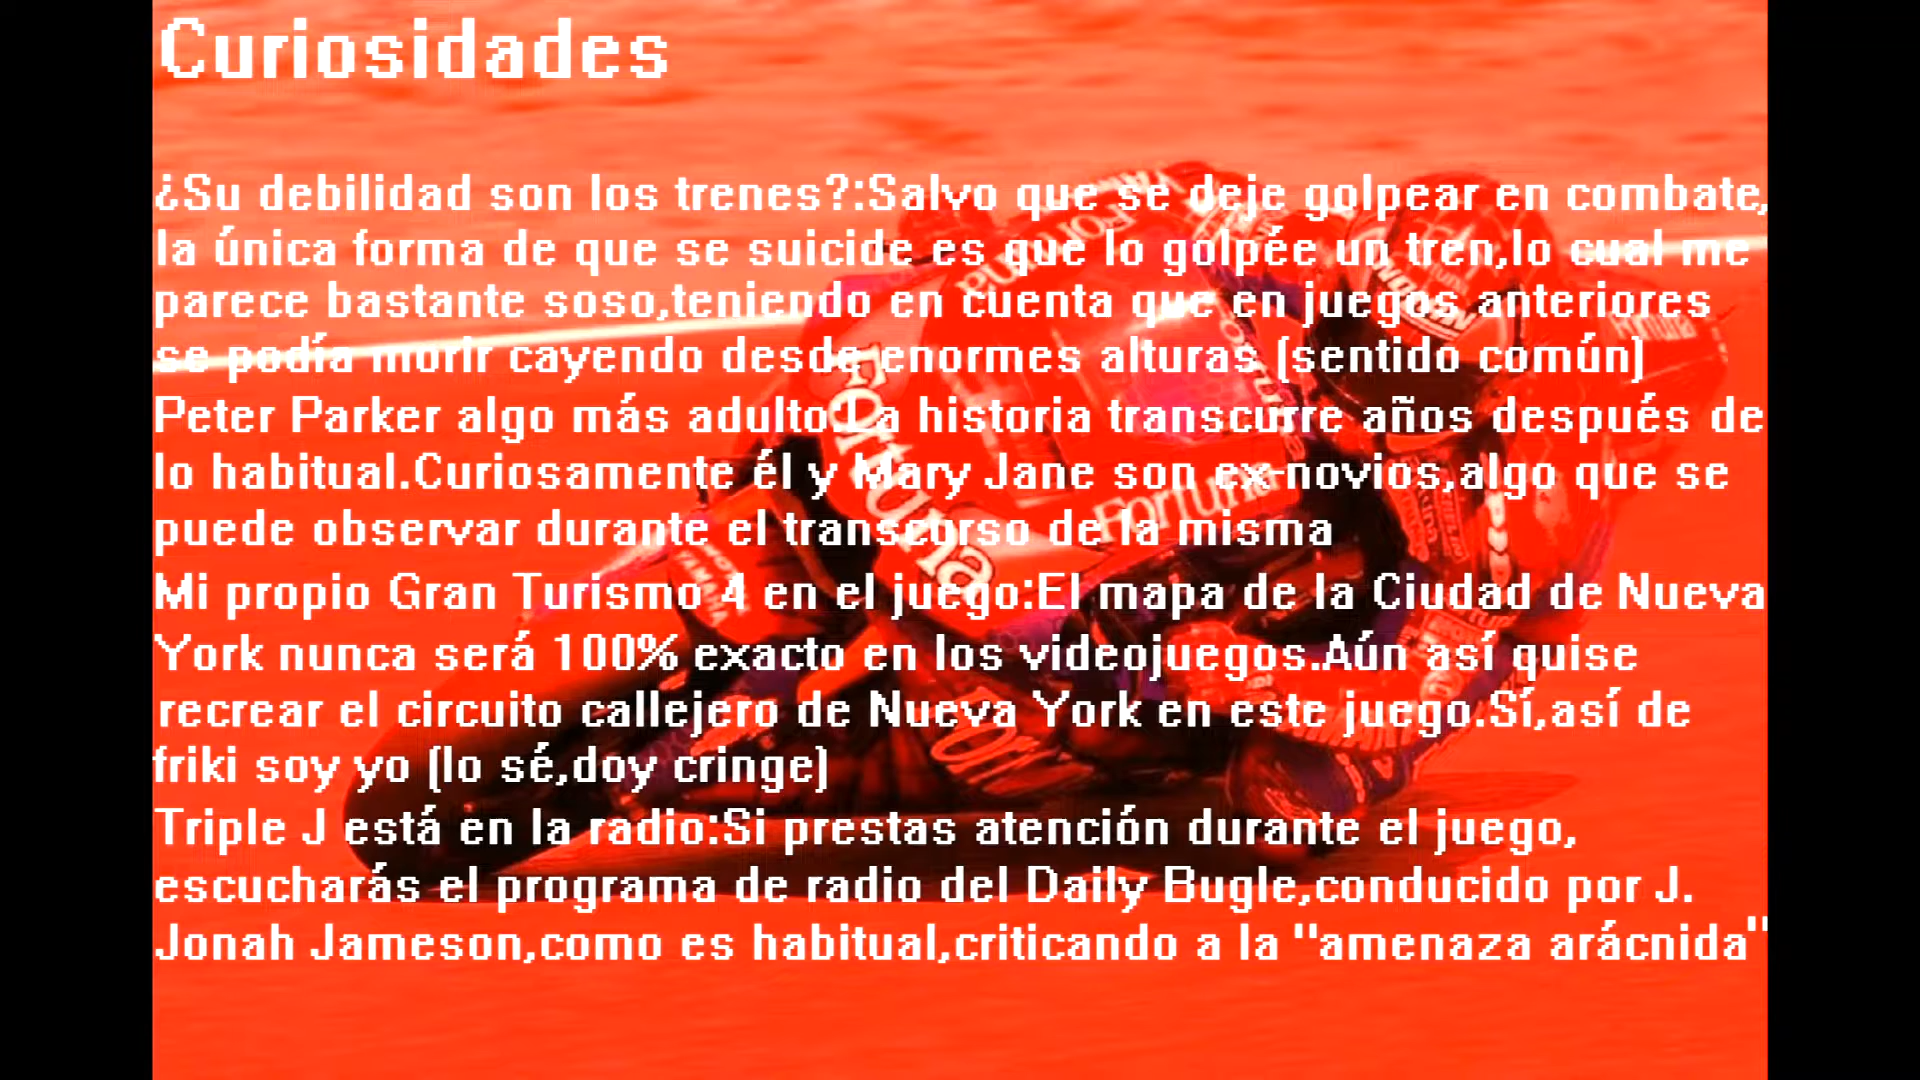 Curiosidades
¿Su debilidad son los trenes?:Salvo que se deje golpear en combate,
la única forma de que se suicide es que lo golpée un tren,lo cual me
parece bastante soso,teniendo en cuenta que en juegos anteriores
se podía morir cayendo desde enormes alturas (sentido común)
Peter Parker algo más adulto:La historia transcurre años después de
lo habitual.Curiosamente él y Mary Jane son ex-novios,algo que se
puede observar durante el transcurso de la misma
Mi propio Gran Turismo 4 en el juego:El mapa de la Ciudad de Nueva
York nunca será 100% exacto en los videojuegos.Aún así quise
recrear el circuito callejero de Nueva York en este juego.Sí,así de
friki soy yo (lo sé,doy cringe)
Triple J está en la radio:Si prestas atención durante el juego,
escucharás el programa de radio del Daily Bugle,conducido por J.
Jonah Jameson,como es habitual,criticando a la "amenaza arácnida"
Fortuna
Fortuna
Fortuna